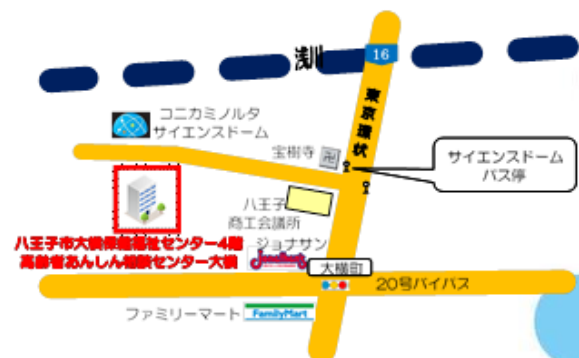 浅川
16
東京環状
コニカミノルタ
サイエンスドーム
宝樹寺
卍
サイエンスドーム
バス停
八王子
商工会議所
八王子市大横保健福祉センター4階
高齢者あんしん相談センター大横
ジョナサン
Jonathan's
大横町
20号バイパス
ファミリーマート
FamilyMart